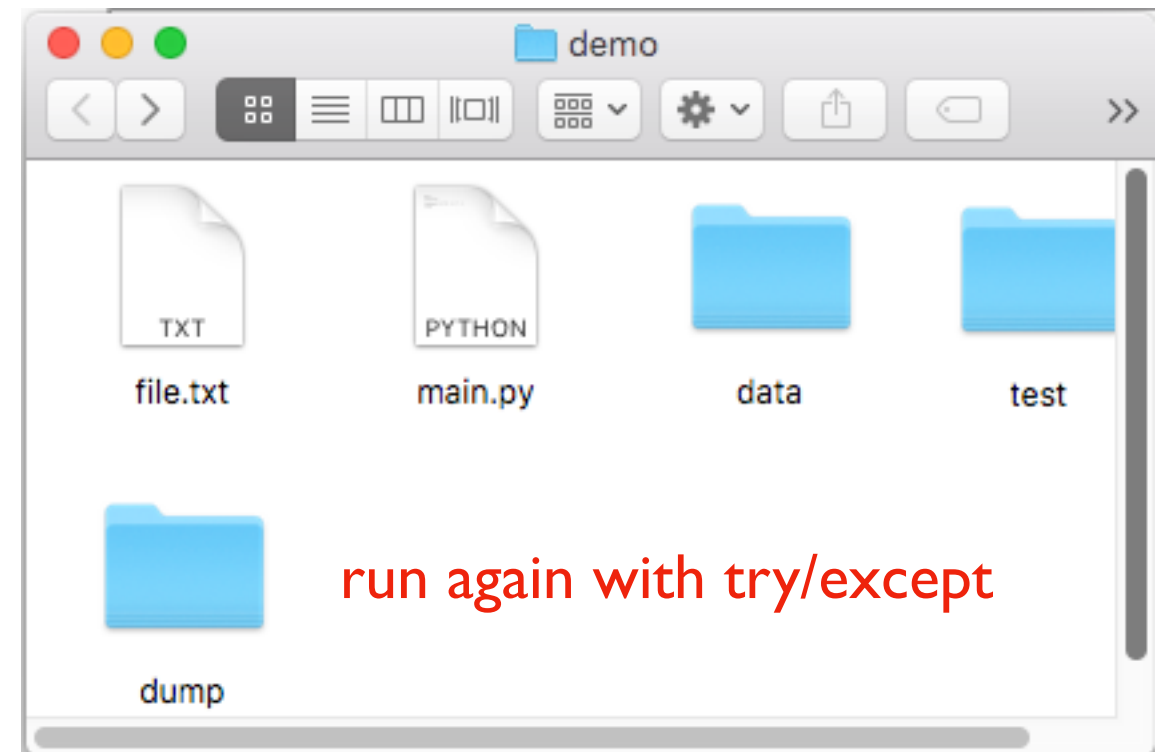 demo
TXT
PYTHON
file.txt
main.py
data
test
run again with try/except
dump